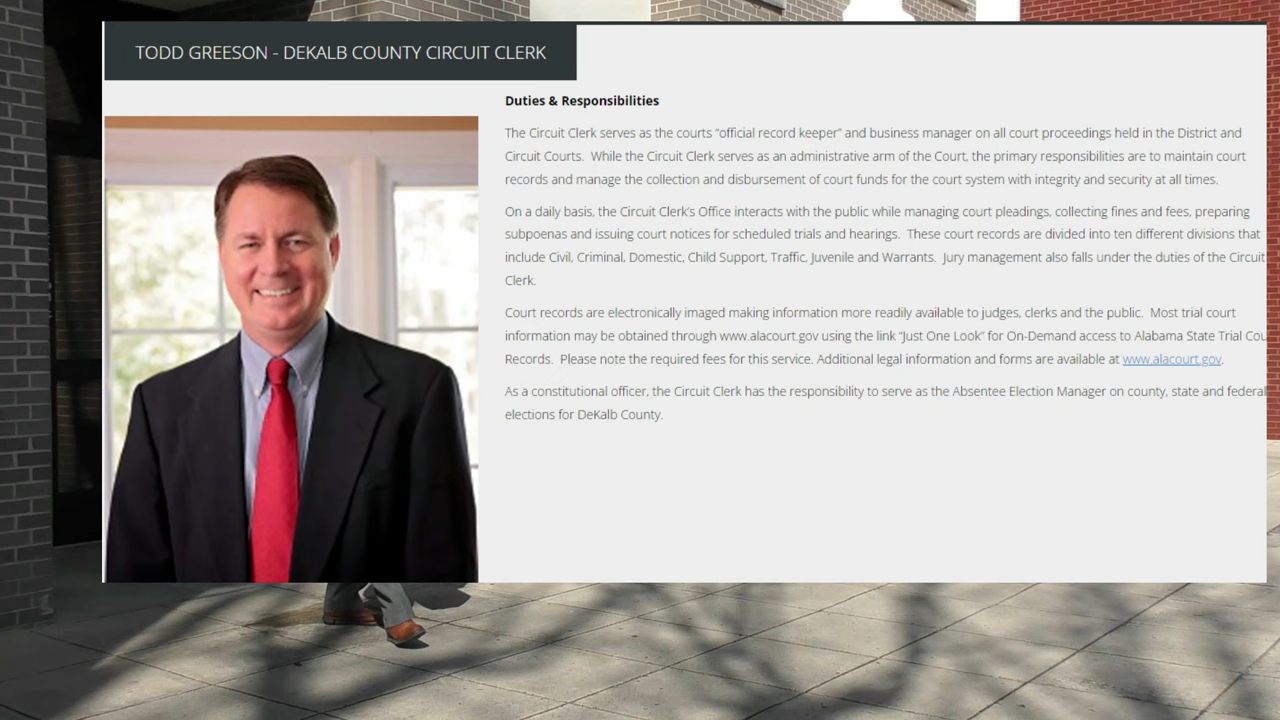 TODD GREESON - DEKALB COUNTY CIRCUIT CLERK
Duties & Responsibilities
The Circuit Clerk serves as the courts “official record keeper” and business manager on all court proceedings held in the District and
Circuit Courts.  While the Circuit Clerk serves as an administrative arm of the Court, the primary responsibilities are to maintain court
records and manage the collection and disbursement of court funds for the court system with integrity and security at all times.
On a daily basis, the Circuit Clerk’s Office interacts with the public while managing court pleadings, collecting fines and fees, preparing
subpoenas and issuing court notices for scheduled trials and hearings.  These court records are divided into ten different divisions that
include Civil, Criminal, Domestic, Child Support, Traffic, Juvenile and Warrants.  Jury management also falls under the duties of the Circuit
Clerk.
Court records are electronically imaged making information more readily available to judges, clerks and the public.  Most trial court
information may be obtained through www.alacourt.gov using the link “Just One Look” for On-Demand access to Alabama State Trial Cou
Records.  Please note the required fees for this service. Additional legal information and forms are available at www.alacourt.gov.
As a constitutional officer, the Circuit Clerk has the responsibility to serve as the Absentee Election Manager on county, state and federal
elections for DeKalb County.